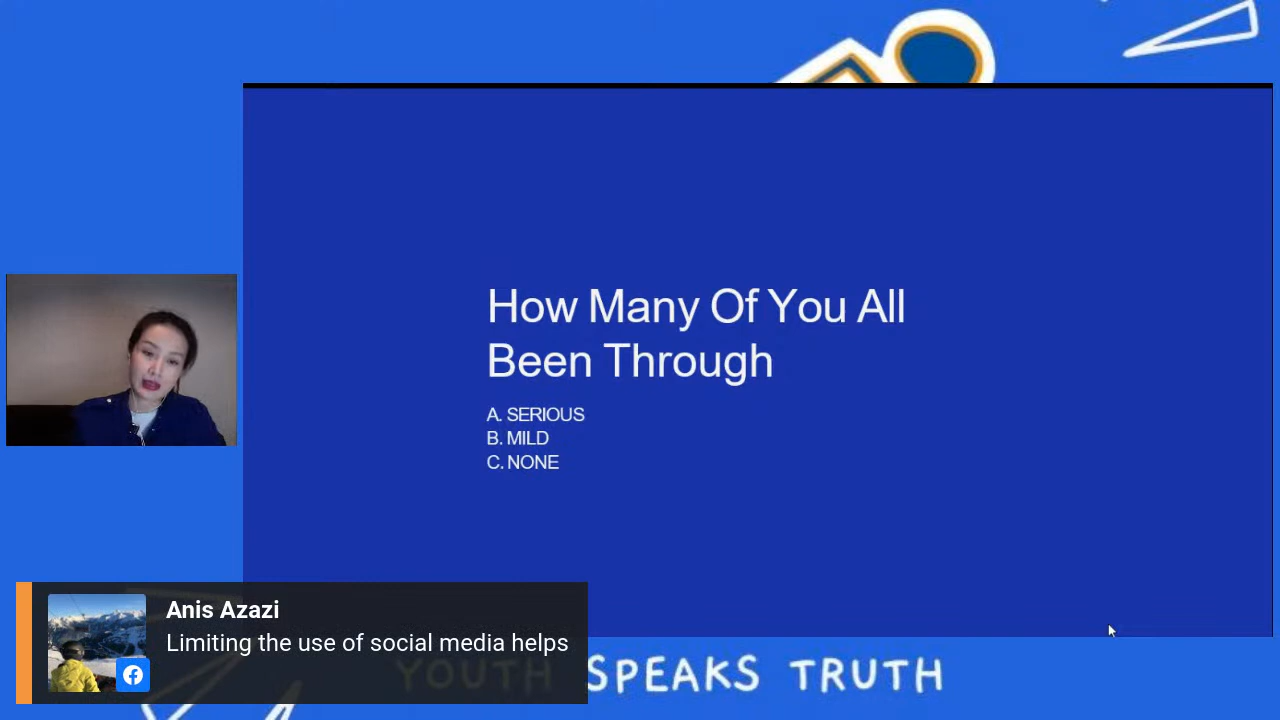 How Many Of You All
Been Through
A. SERIOUS
B. MILD
C. NONE
Anis Azazi
Limiting the use of social media helps
YOUTH SPEAKS TRUTH